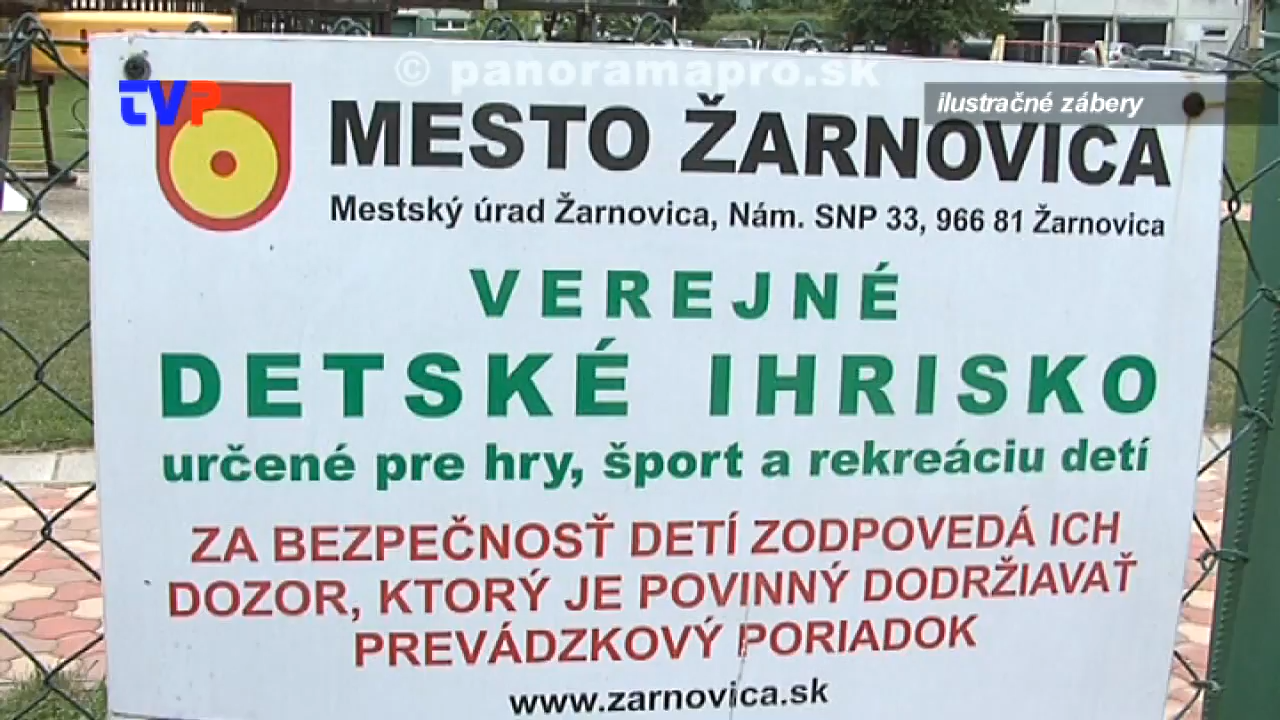 © panoramapro.sk
TVP
ilustračné zábery
MESTO ŽARNOVICA
Mestský úrad Žarnovica, Nám. SNP 33, 966 81 Žarnovica
VEREJNÉ
DETSKÉ IHRISKO
určené pre hry, šport a rekreáciu detí
ZA BEZPEČNOSŤ DETÍ ZODPOVEDÁ ICH
DOZOR, KTORÝ JE POVINNÝ DODRŽIAVAŤ
PREVÁDZKOVÝ PORIADOK
www.zarnovica.sk